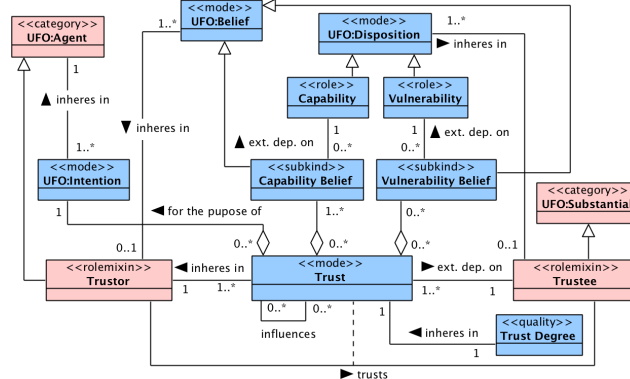 <<category>>
UFO:Agent
<<mode>>
UFO:Belief
1..*
<<mode>>
UFO:Disposition
1..*
inheres in
1
inheres in
1..*
inheres in
<<role>>
Capability
<<role>>
Vulnerability
1
0..*
1
0..*
ext. dep. on
ext. dep. on
<<mode>>
UFO:Intention
<<subkind>>
Capability Belief
<<subkind>>
Vulnerability Belief
<<category>>
UFO:Substantial
1
for the pupose of
1..*
0..*
0..1
0..*
0..*
0..*
0..1
<<rolemixin>>
Trustor
inheres in
1
1..*
<<mode>>
Trust
ext. dep. on
1..*
1
<<rolemixin>>
Trustee
0..*
0..*
influences
1
inheres in
1
<<quality>>
Trust Degree
trusts